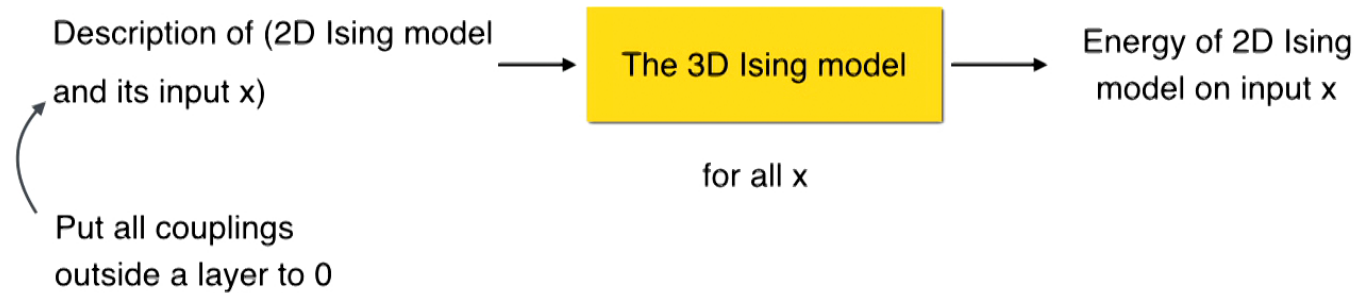 Description of (2D Ising model
and its input x)
The 3D Ising model
Energy of 2D Ising
model on input x
for all x
Put all couplings
outside a layer to 0